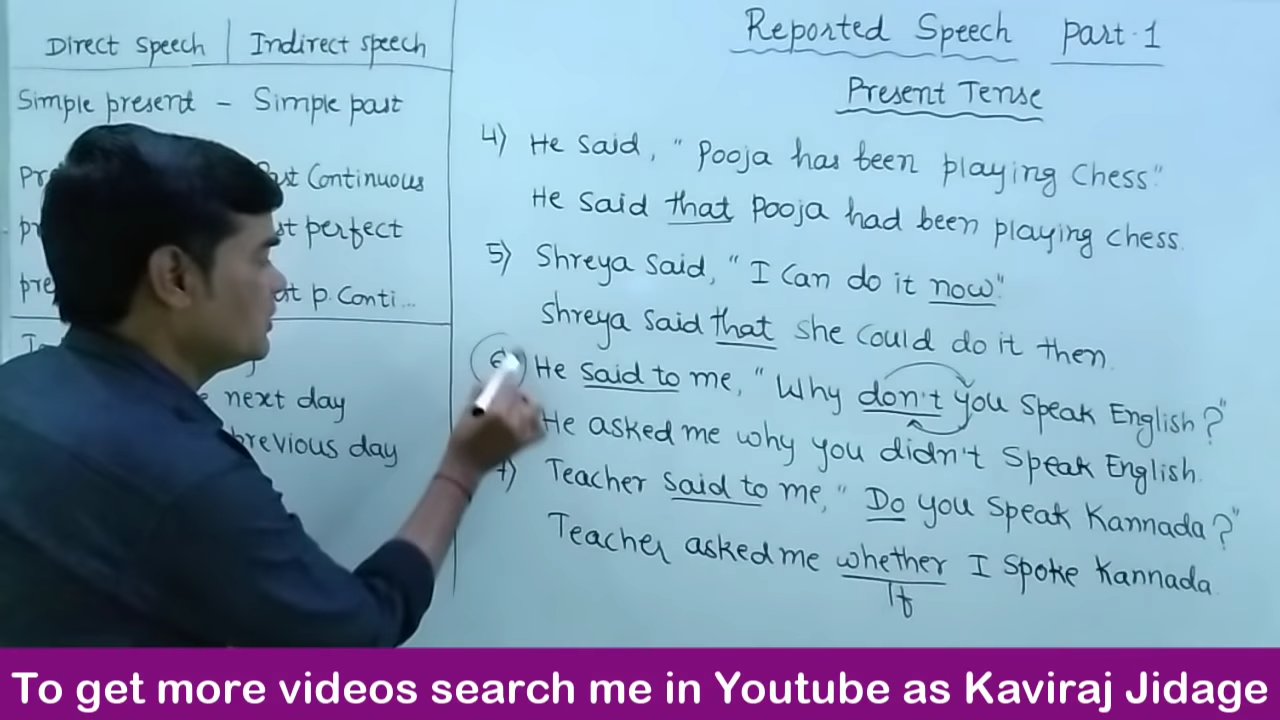 Direct speech | Indirect speech
Simple present - Simple past
Continuous
perfect
p. Conti...
next day
previous day
Reported Speech Part-1
Present Tense
4) He said, "Pooja has been playing chess."
He said that Pooja had been playing chess.
5) Shreya said, "I can do it now"
Shreya said that she could do it then.
6) He said to me, "Why don't you speak English?"
He asked me why you didn't speak English.
7) Teacher said to me, "Do you speak Kannada?"
Teacher asked me whether I spoke Kannada
If
To get more videos search me in Youtube as Kaviraj Jidage